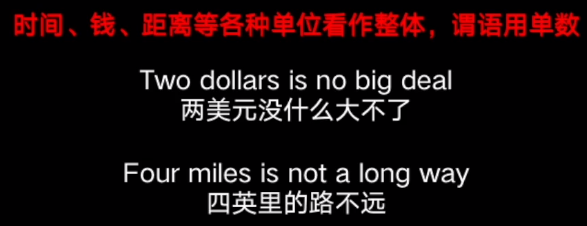 时间、钱、距离等各种单位看作整体，谓语用单数
Two dollars is no big deal
两美元没什么大不了
Four miles is not a long way
四英里的路不远